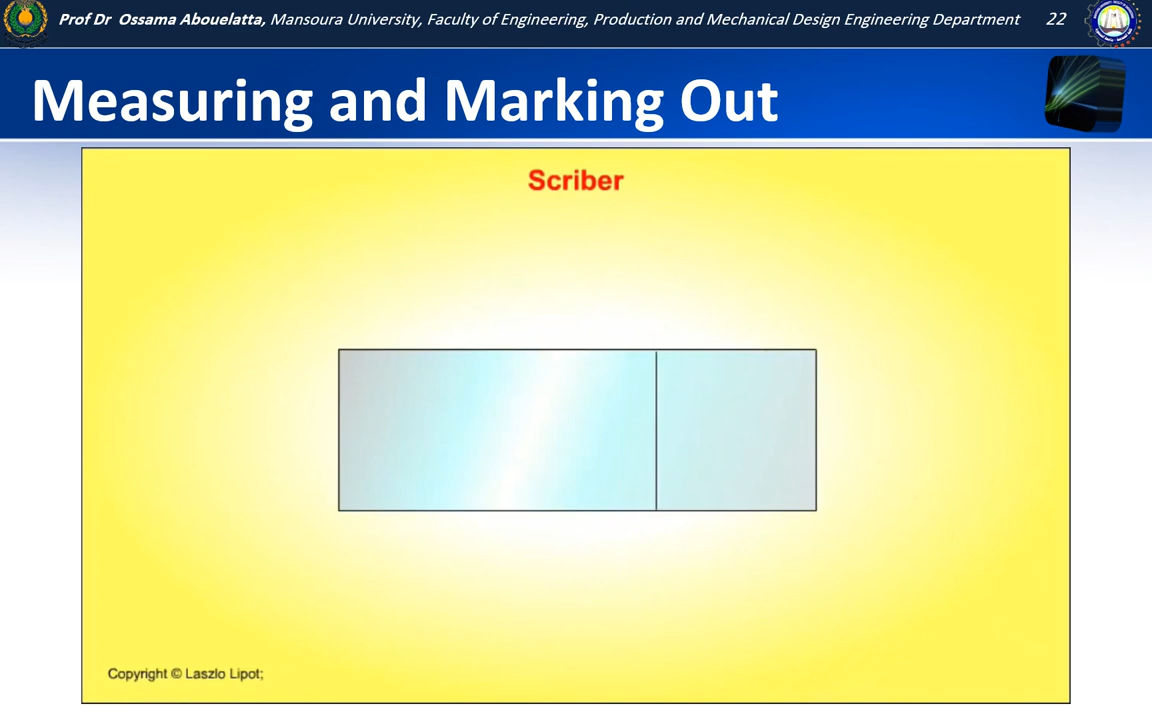 Prof Dr Ossama Abouelatta, Mansoura University, Faculty of Engineering, Production and Mechanical Design Engineering Department 22
Measuring and Marking Out
Scriber
Copyright © Laszlo Lipot;